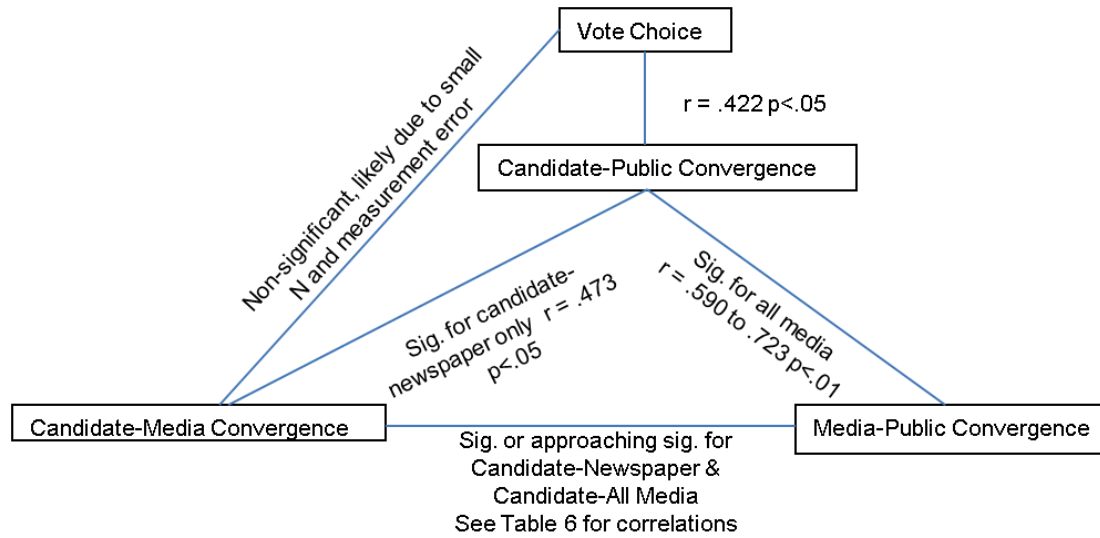 Vote Choice
r = .422 p<.05
Candidate-Public Convergence
Non-significant, likely due to small
N and measurement error
Sig. for candidate-
newspaper only r = .473
p<.05
Sig. for all media
r = .590 to .723 p<.01
Candidate-Media Convergence
Media-Public Convergence
Sig. or approaching sig. for
Candidate-Newspaper &
Candidate-All Media
See Table 6 for correlations